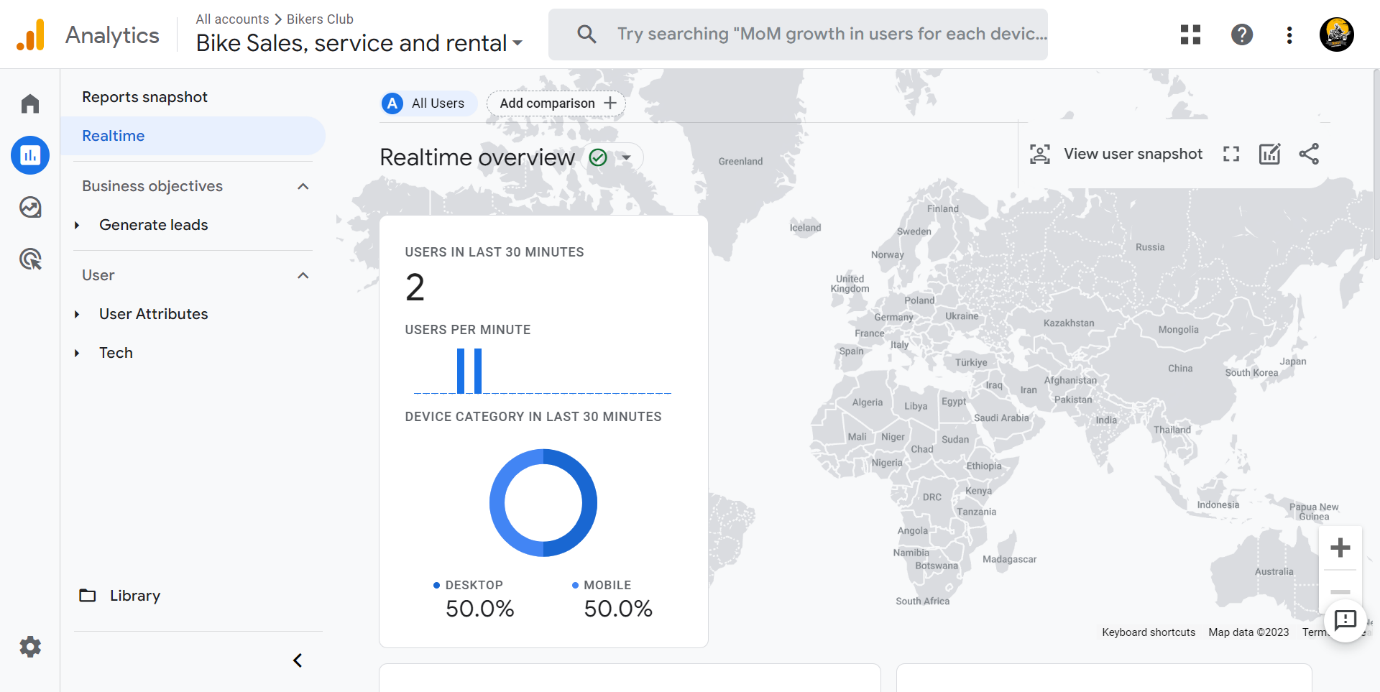 Analytics
All accounts > Bikers Club
Bike Sales, service and rental
Try searching "MoM growth in users for each devic...
Reports snapshot
Realtime
Business objectives
Generate leads
User
User Attributes
Tech
Library
A All Users
Add comparison +
Realtime overview
View user snapshot
USERS IN LAST 30 MINUTES
2
USERS PER MINUTE
DEVICE CATEGORY IN LAST 30 MINUTES
DESKTOP
50.0%
MOBILE
50.0%
Greenland
Iceland
Finland
Sweden
Norway
Russia
United
Kingdom
Poland
Germany
Ukraine
France
Kazakhstan
Mongolia
Italy
Spain
Türkiye
China
Japan
South Korea
Iraq
Iran
Afghanistan
Pakistan
Algeria
Libya
Egypt
Saudi Arabia
India
Thailand
Mali
Niger
Chad
Sudan
Nigeria
Ethiopia
DRC
Kenya
Tanzania
Indonesia
Papua New
Guinea
Angola
Namibia
Botswana
Madagascar
Australia
South Africa
Keyboard shortcuts
Map data ©2023